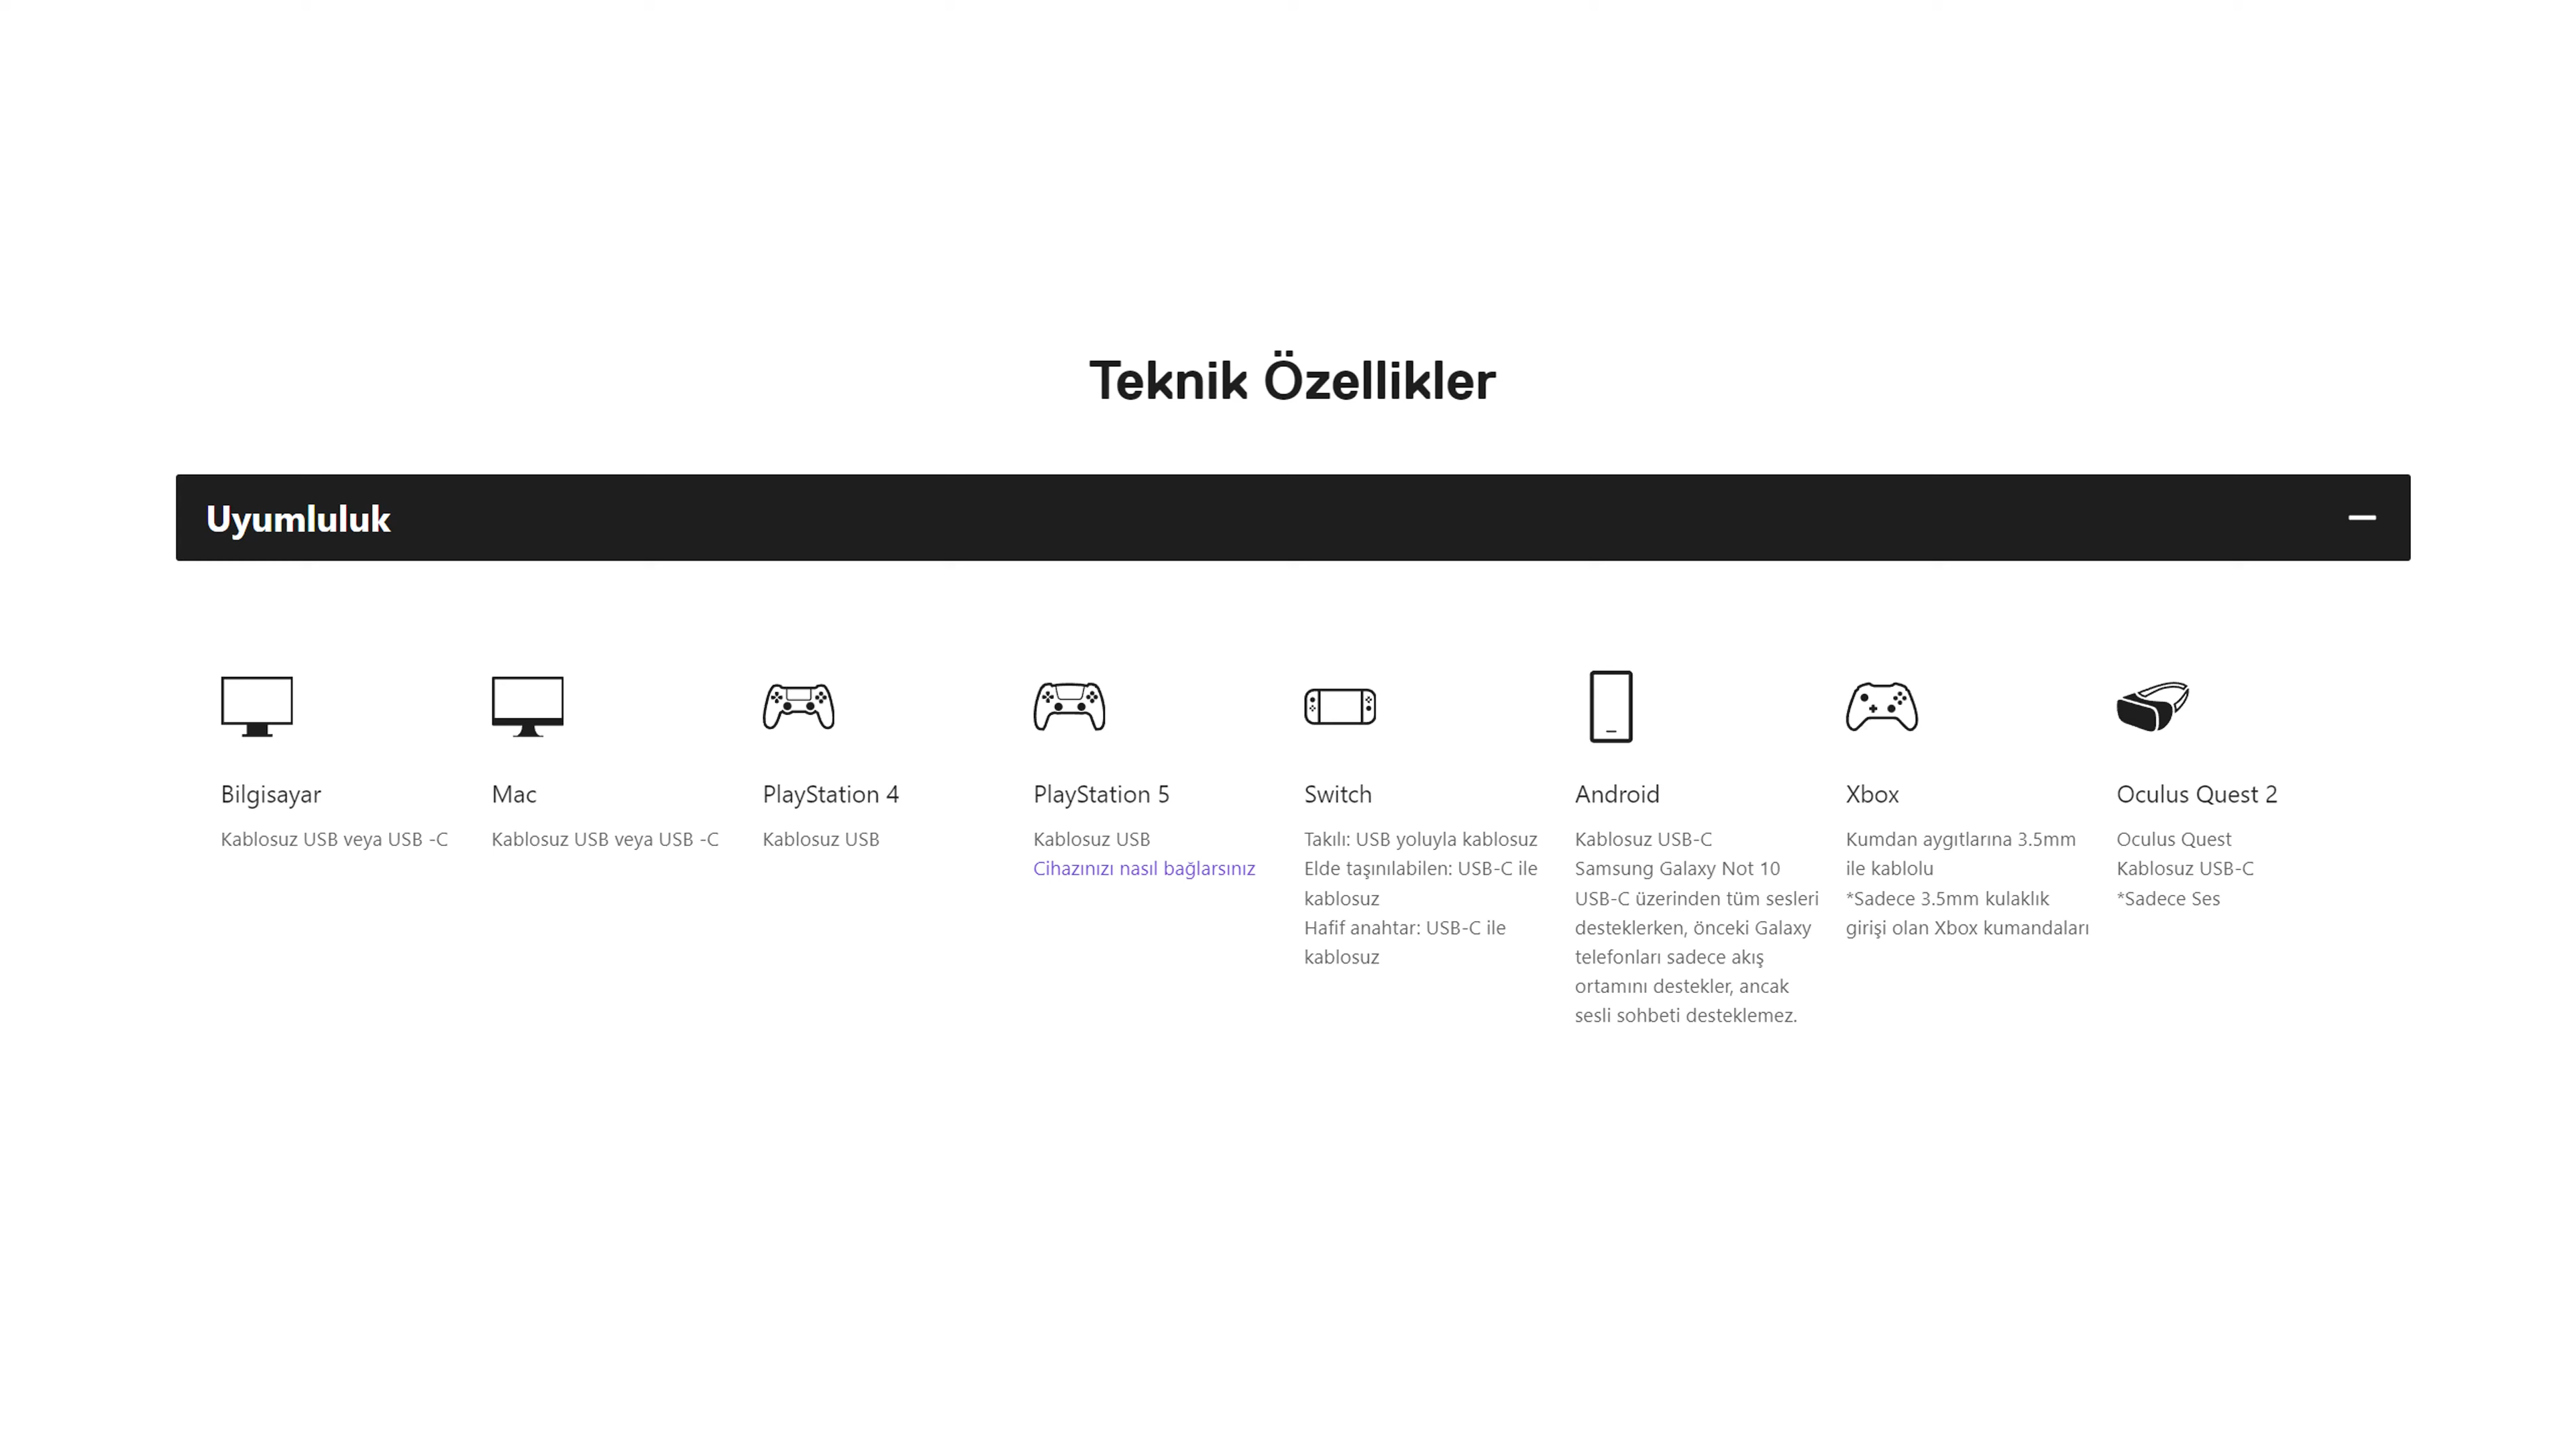 Teknik Özellikler
Uyumluluk
Bilgisayar
Kablosuz USB veya USB -C
Mac
Kablosuz USB veya USB -C
PlayStation 4
Kablosuz USB
PlayStation 5
Kablosuz USB
Cihazınızı nasıl bağlarsınız
Switch
Takılı: USB yoluyla kablosuz
Elde taşınılabilen: USB-C ile
kablosuz
Hafif anahtar: USB-C ile
kablosuz
Android
Kablosuz USB-C
Samsung Galaxy Not 10
USB-C üzerinden tüm sesleri
desteklerken, önceki Galaxy
telefonları sadece akış
ortamını destekler, ancak
sesli sohbeti desteklemez.
Xbox
Kumdan aygıtlarına 3.5mm
ile kablolu
*Sadece 3.5mm kulaklık
girişi olan Xbox kumandaları
Oculus Quest 2
Oculus Quest
Kablosuz USB-C
*Sadece Ses